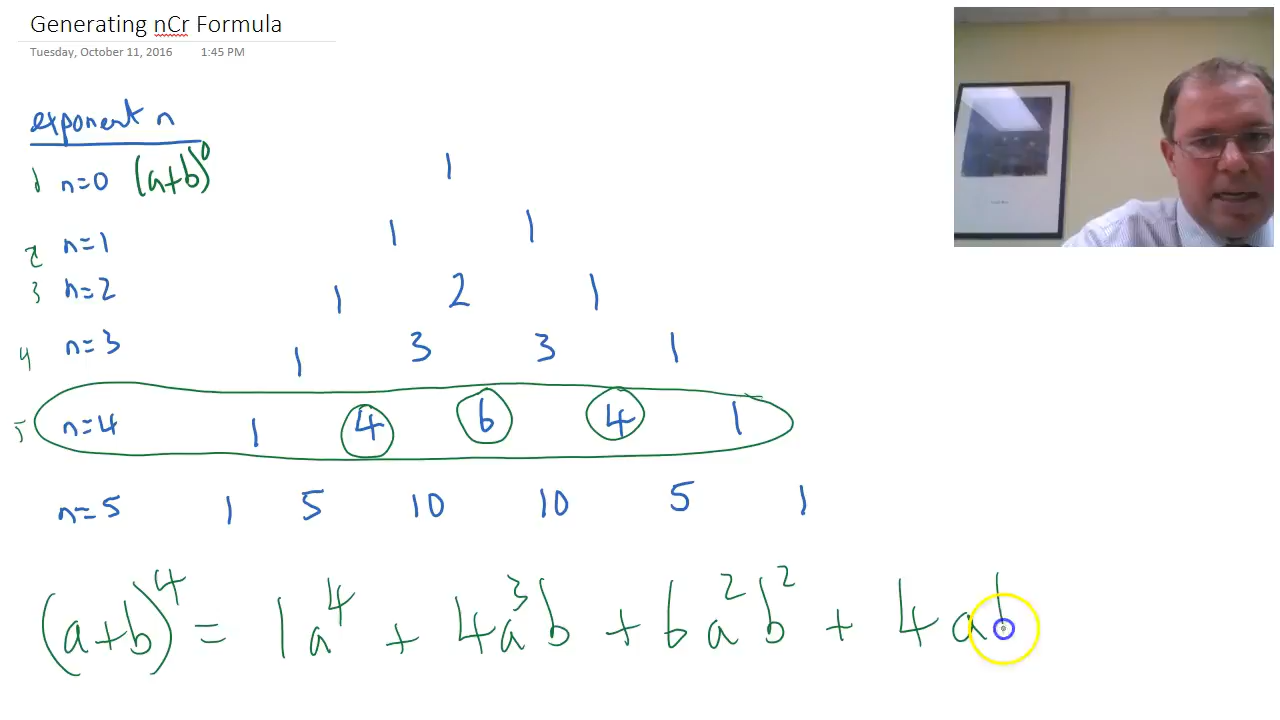 Generating nCr Formula
Tuesday, October 11, 2016 1:45 PM
exponent n
1 n=0 (a+b)^0 1
2 n=1 1 1
3 n=2 1 2 1
4 n=3 1 3 3 1
5 n=4 1 4 6 4 1
n=5 1 5 10 10 5 1
(a+b)^4 = 1a^4 + 4a^3b + 6a^2b^2 + 4ab